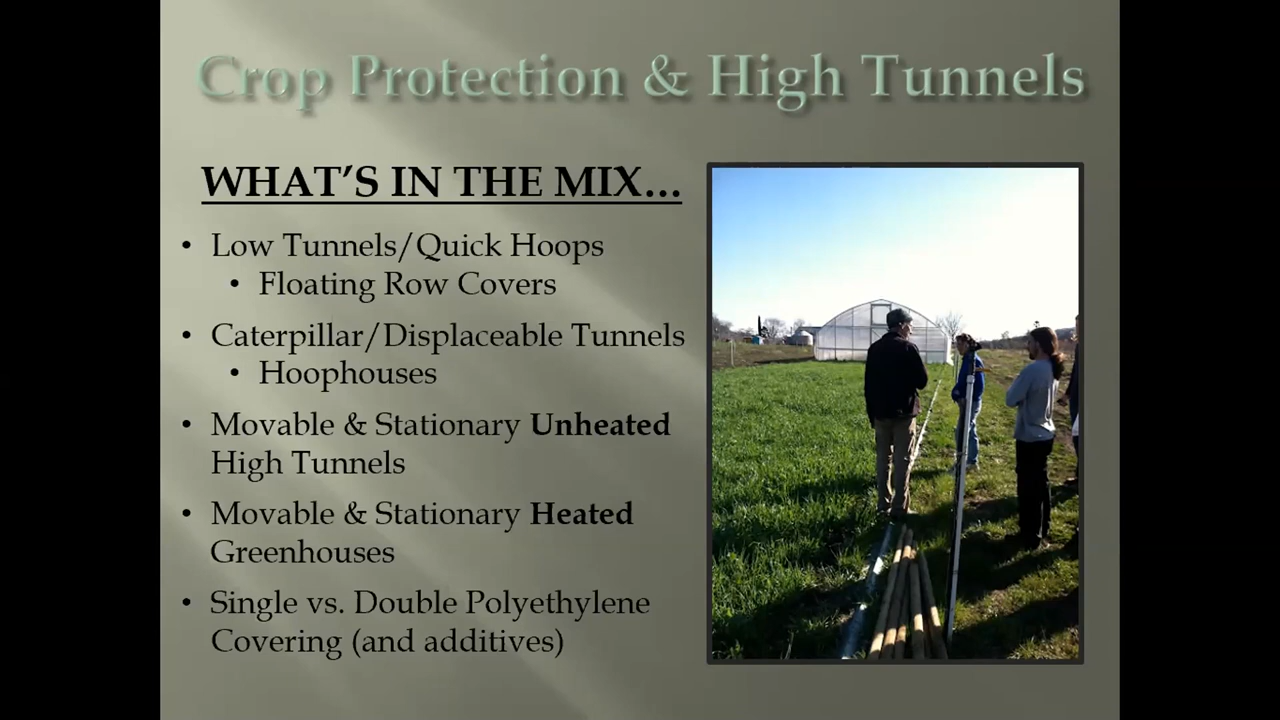 Crop Protection & High Tunnels
WHAT'S IN THE MIX...
• Low Tunnels/Quick Hoops
• Floating Row Covers
• Caterpillar/Displaceable Tunnels
• Hoophouses
• Movable & Stationary Unheated
High Tunnels
• Movable & Stationary Heated
Greenhouses
• Single vs. Double Polyethylene
Covering (and additives)